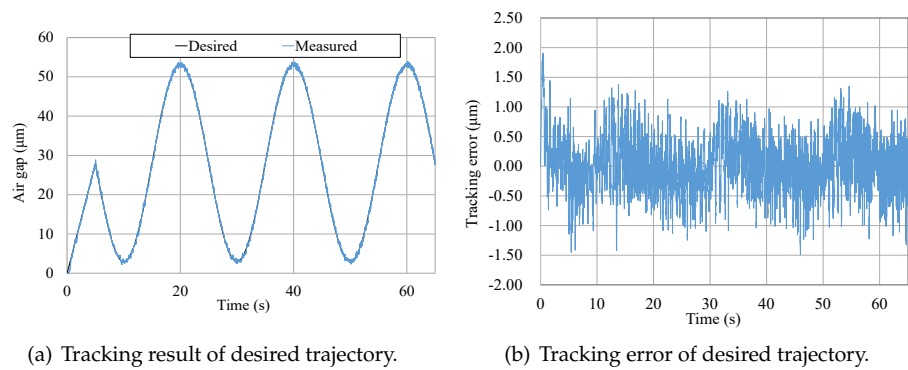 60
50
40
30
20
10
0
Air gap (μm)
Desired
Measured
0 20 40 60
Time (s)
(a) Tracking result of desired trajectory.
2.50
2.00
1.50
1.00
0.50
0.00
-0.50
-1.00
-1.50
-2.00
Tracking error (μm)
0 10 20 30 40 50 60
Time (s)
(b) Tracking error of desired trajectory.